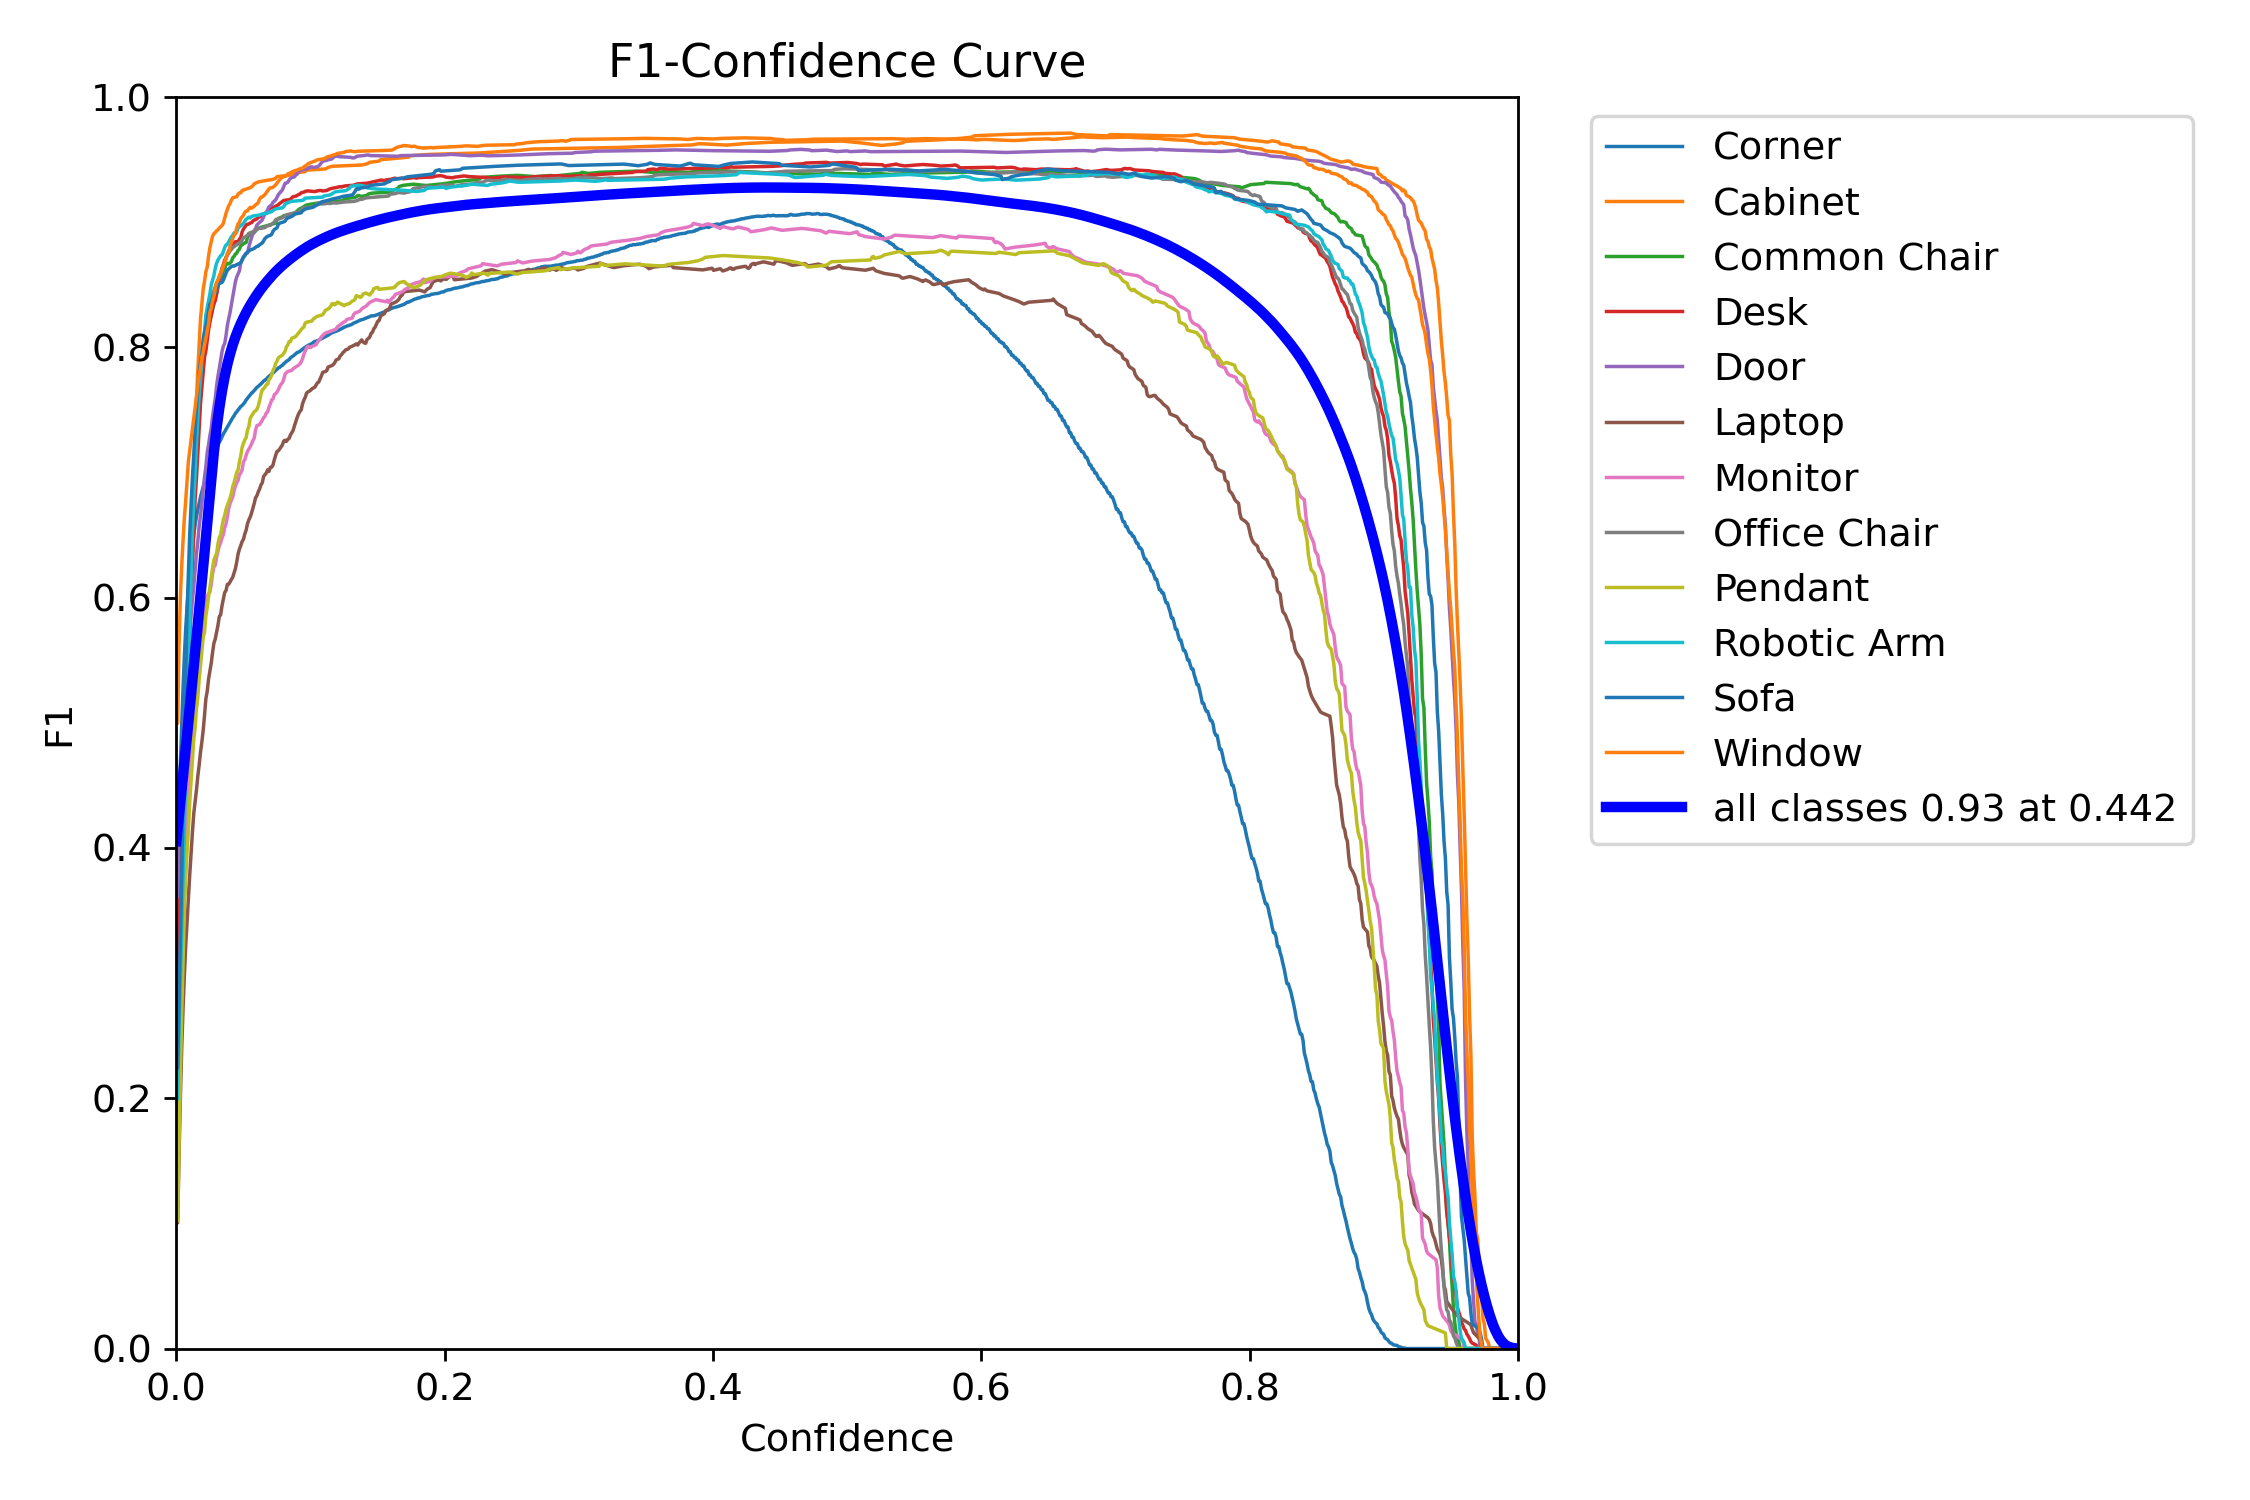 F1-Confidence Curve
1.0
0.8
0.6
0.4
0.2
0.0
F1
0.0 0.2 0.4 0.6 0.8 1.0
Confidence
Corner
Cabinet
Common Chair
Desk
Door
Laptop
Monitor
Office Chair
Pendant
Robotic Arm
Sofa
Window
all classes 0.93 at 0.442